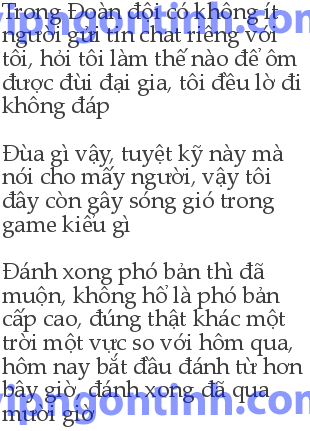 Trong Đoàn đội có không ít
người gửi tin chat riêng với
tôi, hỏi tôi làm thế nào để ôm
được đùi đại gia, tôi đều lờ đi
không đáp
Đùa gì vậy, tuyệt kỹ này mà
nói cho mấy người, vậy tôi
đây còn gây sóng gió trong
game kiểu gì
Đánh xong phó bản thì đã
muộn, không hổ là phó bản
cấp cao, đúng thật khác một
trời một vực so với hôm qua,
hôm nay bắt đầu đánh từ hơn
bảy giờ, đánh xong đã qua
mười giờ
vipngontinh.com
vipngontinh.com